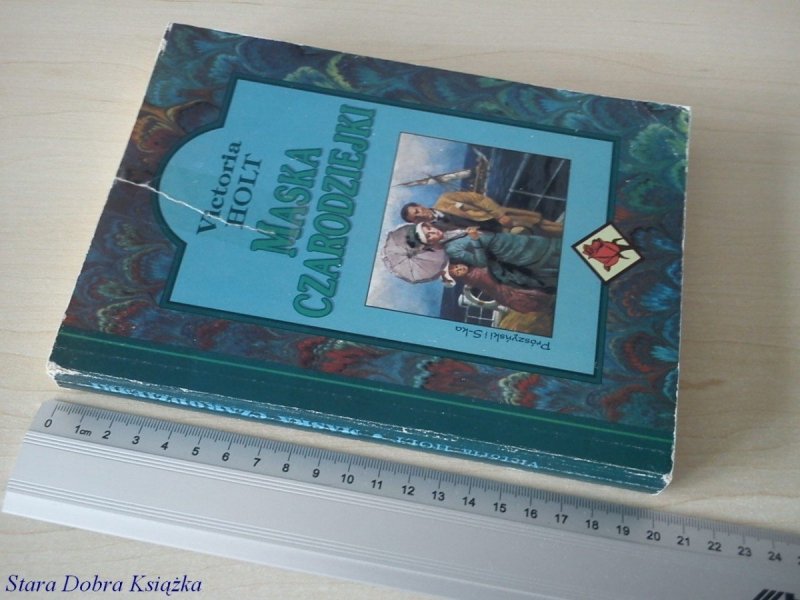 Victoria
HOLT
MASKA
CZARODZIEJKI
Prószyński i S-ka
VICTORIA HOLT • MASKA CZARODZIEJKI
0 1cm 2 3 4 5 6 7 8 9 10 11 12 13 14 15 16 17 18 19 20 21 22 23 24
Stara Dobra Książka